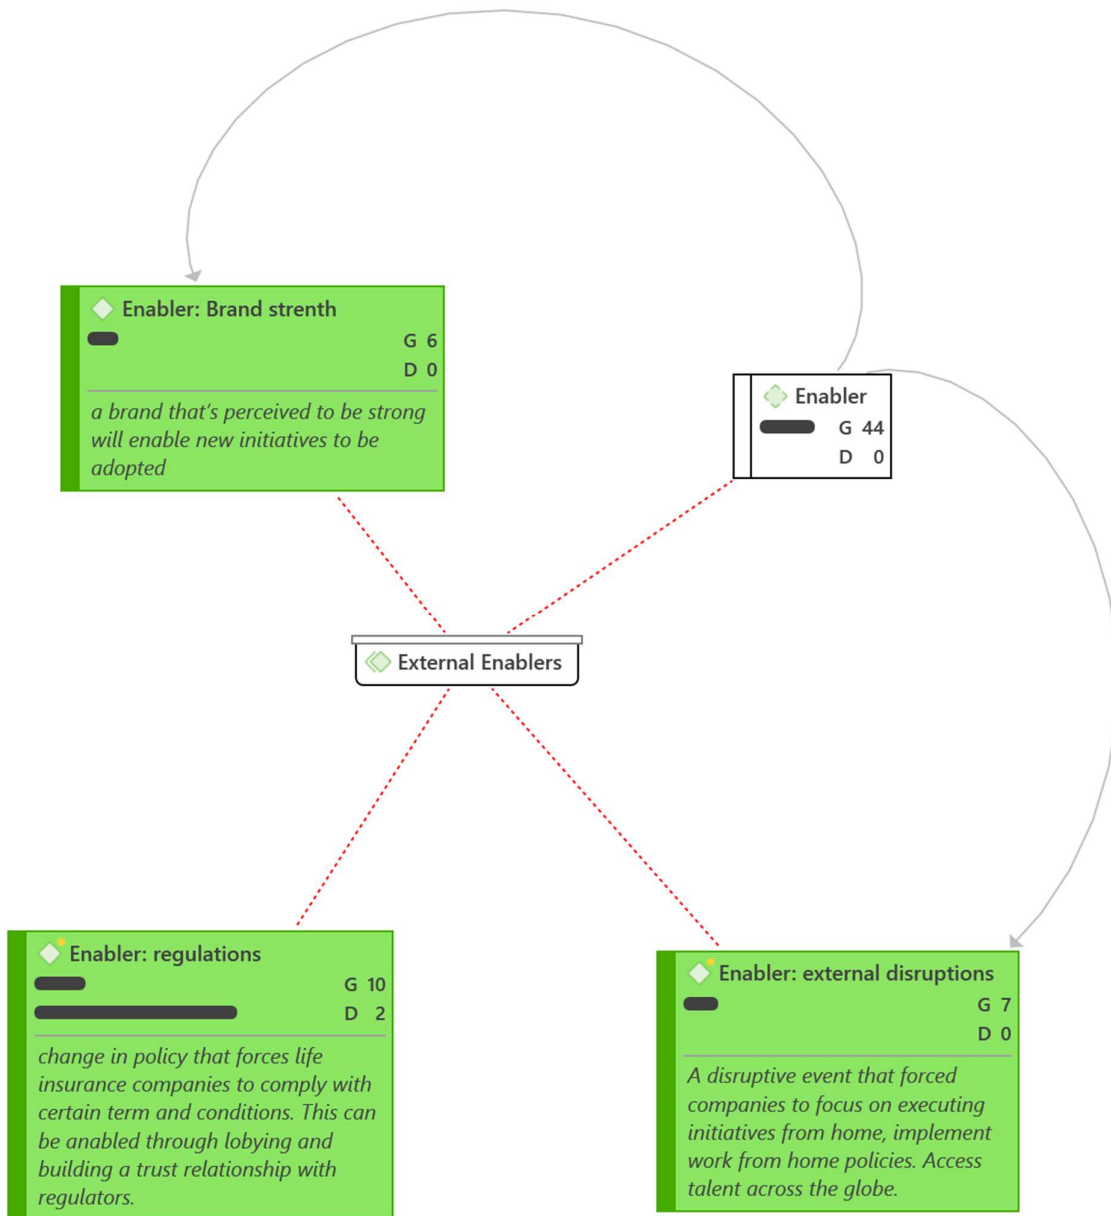 Enabler: Brand strenth
G 6
D 0
a brand that's perceived to be strong
will enable new initiatives to be
adopted
Enabler
G 44
D 0
External Enablers
Enabler: regulations
G 10
D 2
change in policy that forces life
insurance companies to comply with
certain term and conditions. This can
be anabled through lobying and
building a trust relationship with
regulators.
Enabler: external disruptions
G 7
D 0
A disruptive event that forced
companies to focus on executing
initiatives from home, implement
work from home policies. Access
talent across the globe.